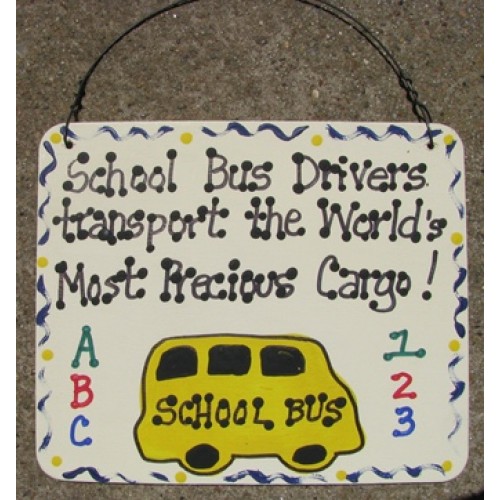 School Bus Drivers
transport the World's
Most Precious Cargo!
A
B
C
SCHOOL BUS
1
2
3